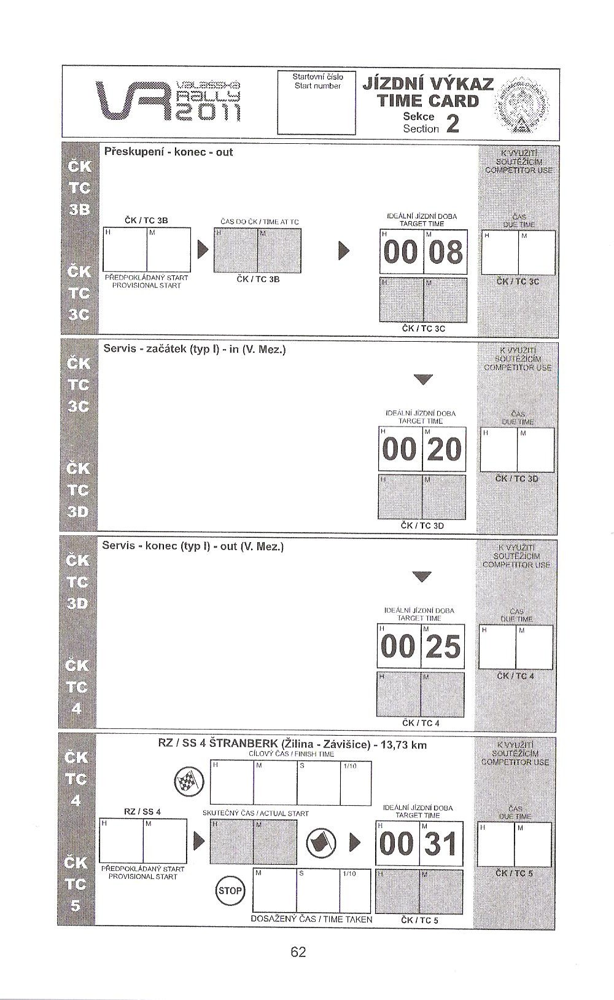 VALAŠSKÁ
RALLY
2011
Startovní číslo
Start number
JÍZDNÍ VÝKAZ
TIME CARD
Sekce
Section 2
ČK
TC
3B
ČK
TC
3C
Přeskupení - konec - out
ČK / TC 3B
H M
PŘEDPOKLÁDANÝ START
PROVISIONAL START
ČAS DO ČK / TIME AT TC
H M
ČK / TC 3B
IDEÁLNÍ JÍZDNÍ DOBA
TARGET TIME
H M
00 08
H M
ČK / TC 3C
K VYUŽITÍ
SOUTĚŽÍCÍM
COMPETITOR USE
ČAS
DUE TIME
H M
ČK / TC 3C
ČK
TC
3C
ČK
TC
3D
Servis - začátek (typ I) - in (V. Mez.)
IDEÁLNÍ JÍZDNÍ DOBA
TARGET TIME
H M
00 20
H M
ČK / TC 3D
K VYUŽITÍ
SOUTĚŽÍCÍM
COMPETITOR USE
ČAS
DUE TIME
H M
ČK / TC 3D
ČK
TC
3D
ČK
TC
4
Servis - konec (typ I) - out (V. Mez.)
IDEÁLNÍ JÍZDNÍ DOBA
TARGET TIME
H M
00 25
H M
ČK / TC 4
K VYUŽITÍ
SOUTĚŽÍCÍM
COMPETITOR USE
ČAS
DUE TIME
H M
ČK / TC 4
ČK
TC
4
ČK
TC
5
RZ / SS 4 ŠTRANBERK (Žilina - Závišice) - 13,73 km
CÍLOVÝ ČAS / FINISH TIME
H M S 1/10
RZ / SS 4
H M
PŘEDPOKLÁDANÝ START
PROVISIONAL START
SKUTEČNÝ ČAS / ACTUAL START
H M
STOP
M S 1/10
DOSAŽENÝ ČAS / TIME TAKEN
IDEÁLNÍ JÍZDNÍ DOBA
TARGET TIME
H M
00 31
H M
ČK / TC 5
K VYUŽITÍ
SOUTĚŽÍCÍM
COMPETITOR USE
ČAS
DUE TIME
H M
ČK / TC 5
62